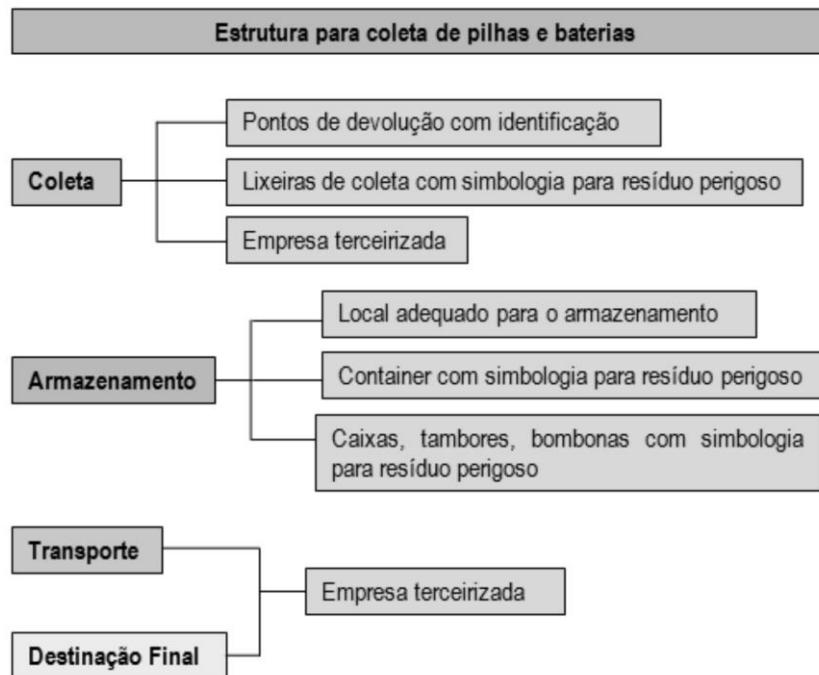 Estrutura para coleta de pilhas e baterias
Pontos de devolução com identificação
Coleta
Lixeiras de coleta com simbologia para resíduo perigoso
Empresa terceirizada
Local adequado para o armazenamento
Armazenamento
Container com simbologia para resíduo perigoso
Caixas, tambores, bombonas com simbologia
para resíduo perigoso
Transporte
Empresa terceirizada
Destinação Final